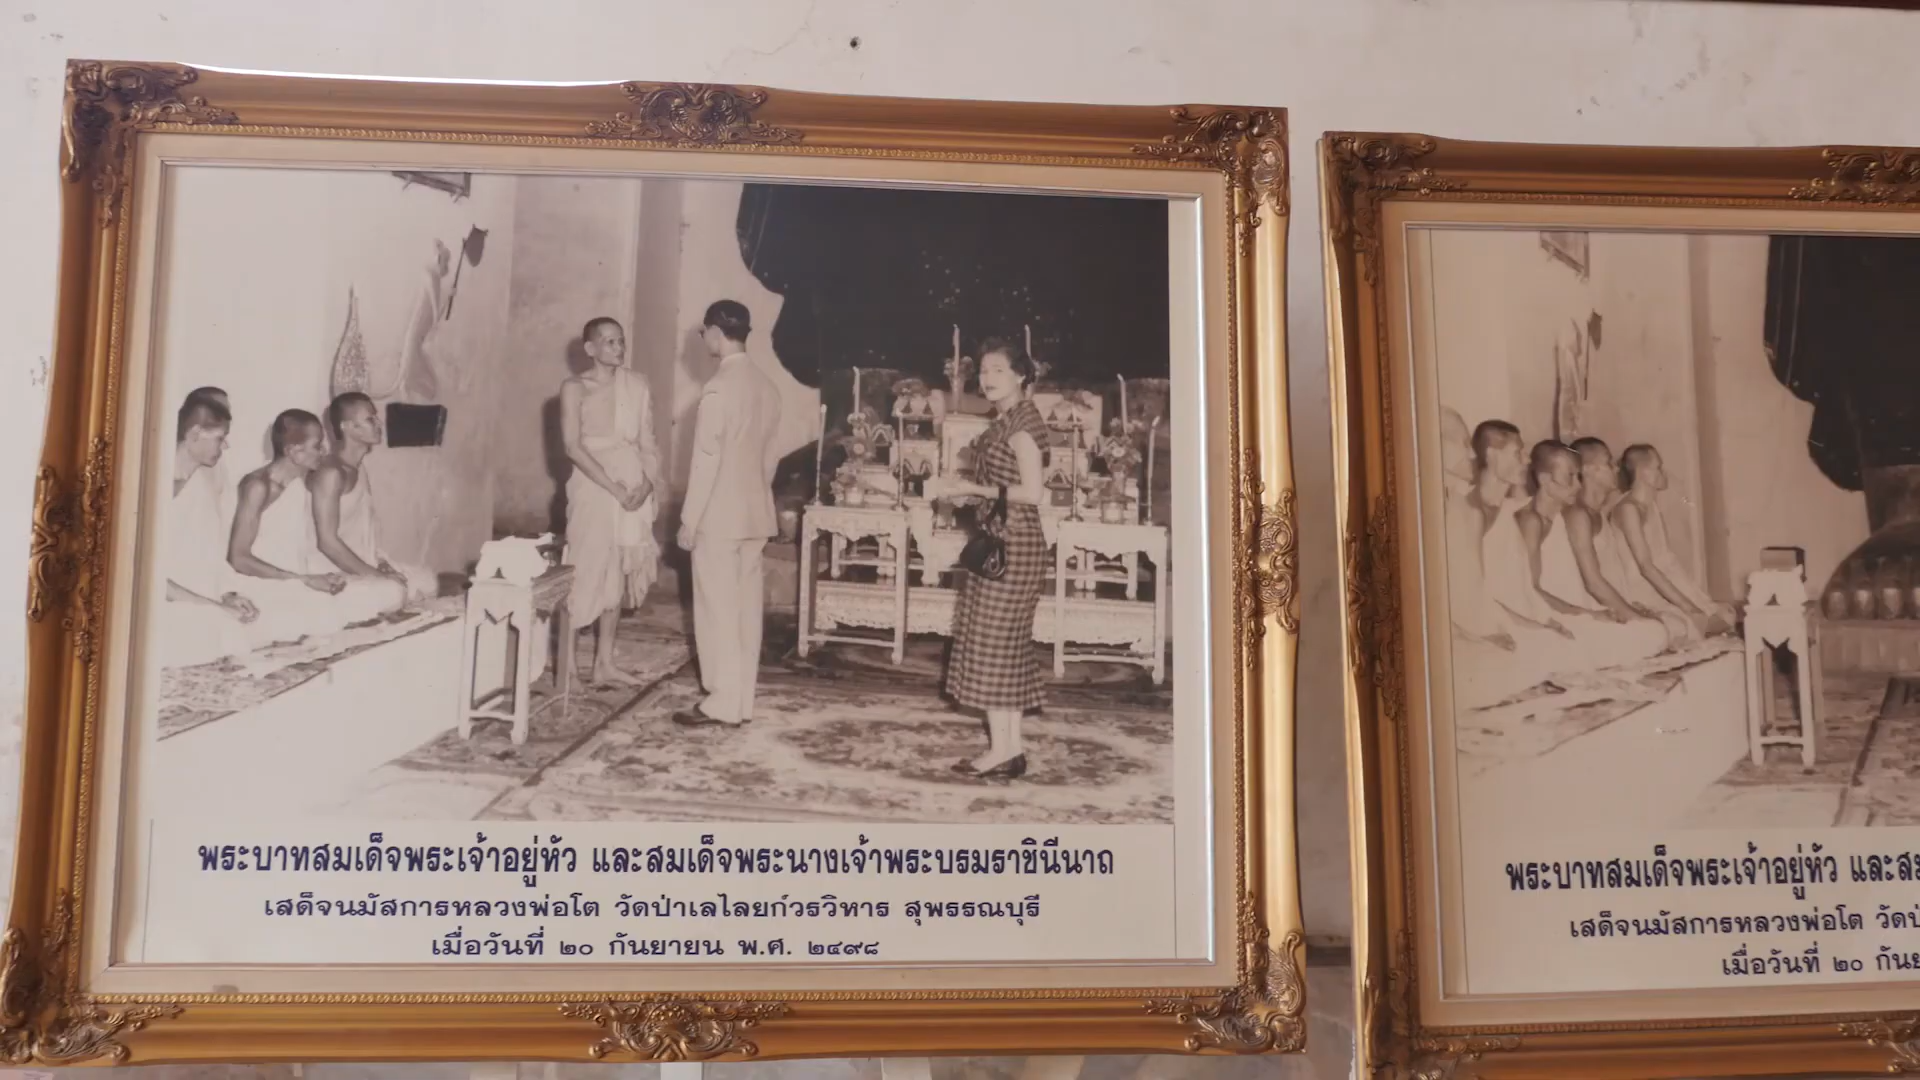 พระบาทสมเด็จพระเจ้าอยู่หัว และสมเด็จพระนางเจ้าพระบรมราชินีนาถ
เสด็จนมัสการหลวงพ่อโต วัดป่าเลไลยก์วรวิหาร สุพรรณบุรี
เมื่อวันที่ ๒๐ กันยายน พ.ศ. ๒๔๙๘
พระบาทสมเด็จพระเจ้าอยู่หัว และ
เสด็จนมัสการหลวงพ่อโต
เมื่อวันที่ ๒๐